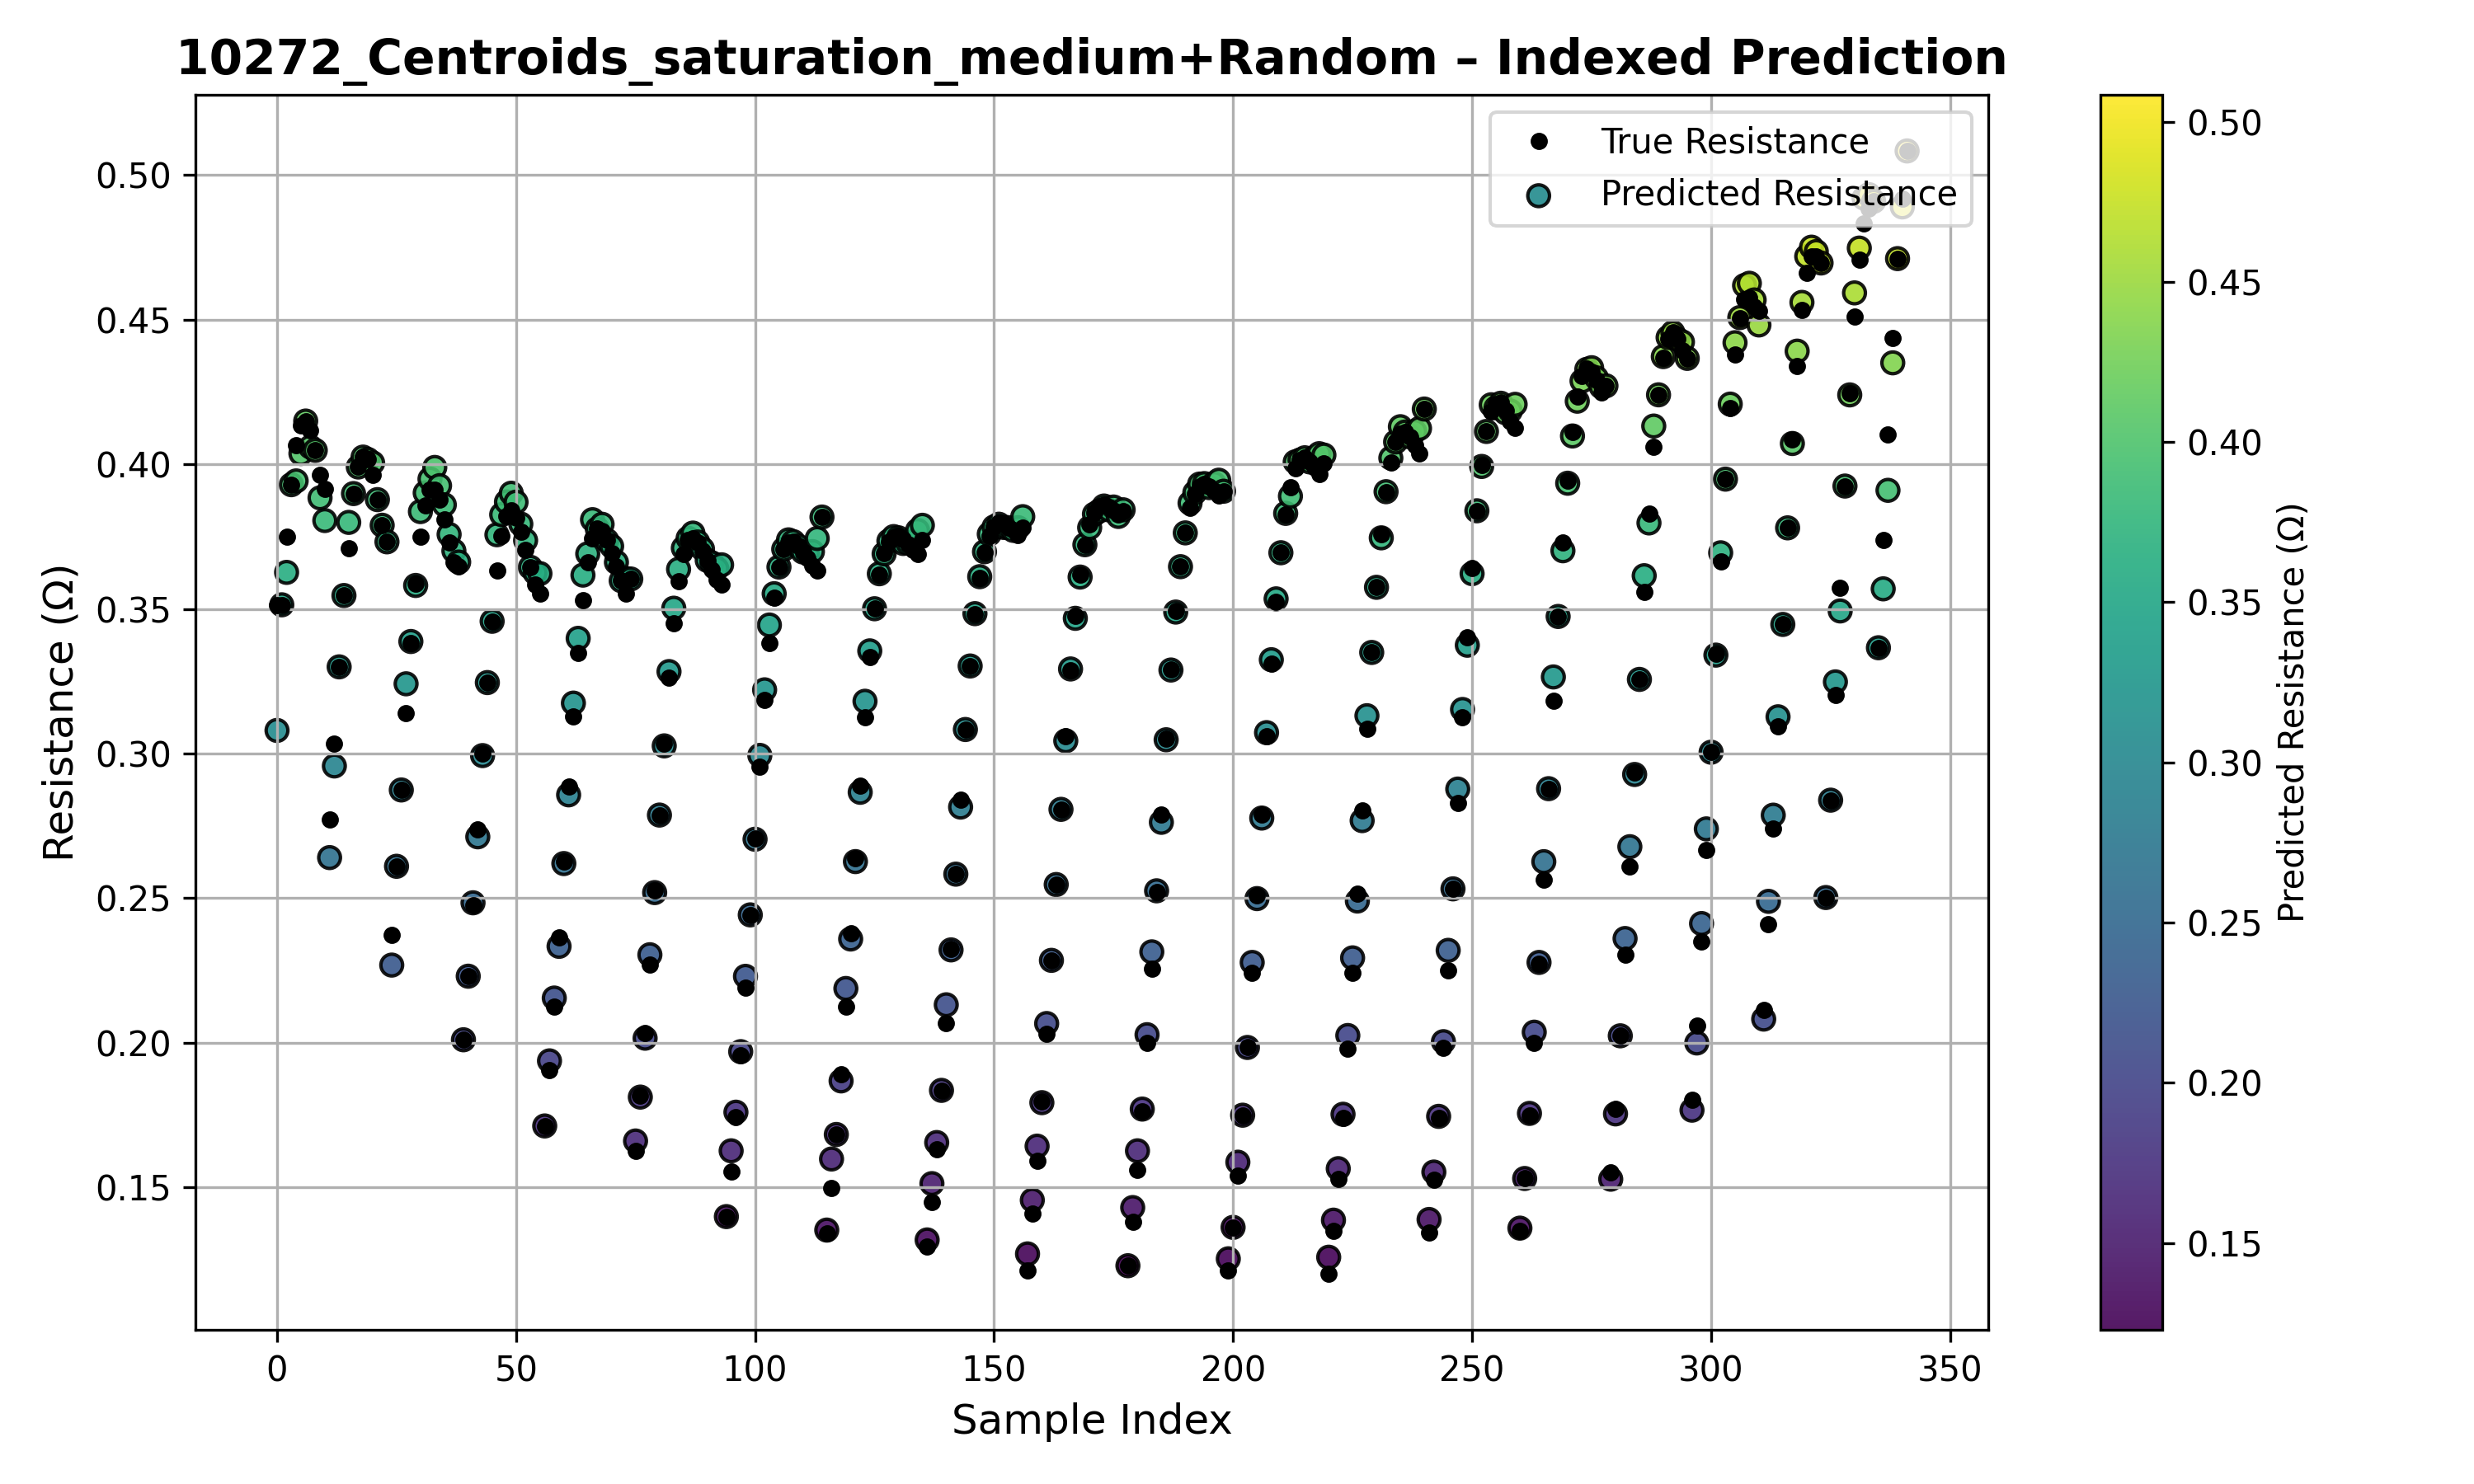 10272_Centroids_saturation_medium+Random – Indexed Prediction
True Resistance
Predicted Resistance
0.50
0.45
0.40
0.35
0.30
0.25
0.20
0.15
Resistance (Ω)
0 50 100 150 200 250 300 350
Sample Index
0.50
0.45
0.40
0.35
0.30
0.25
0.20
0.15
Predicted Resistance (Ω)